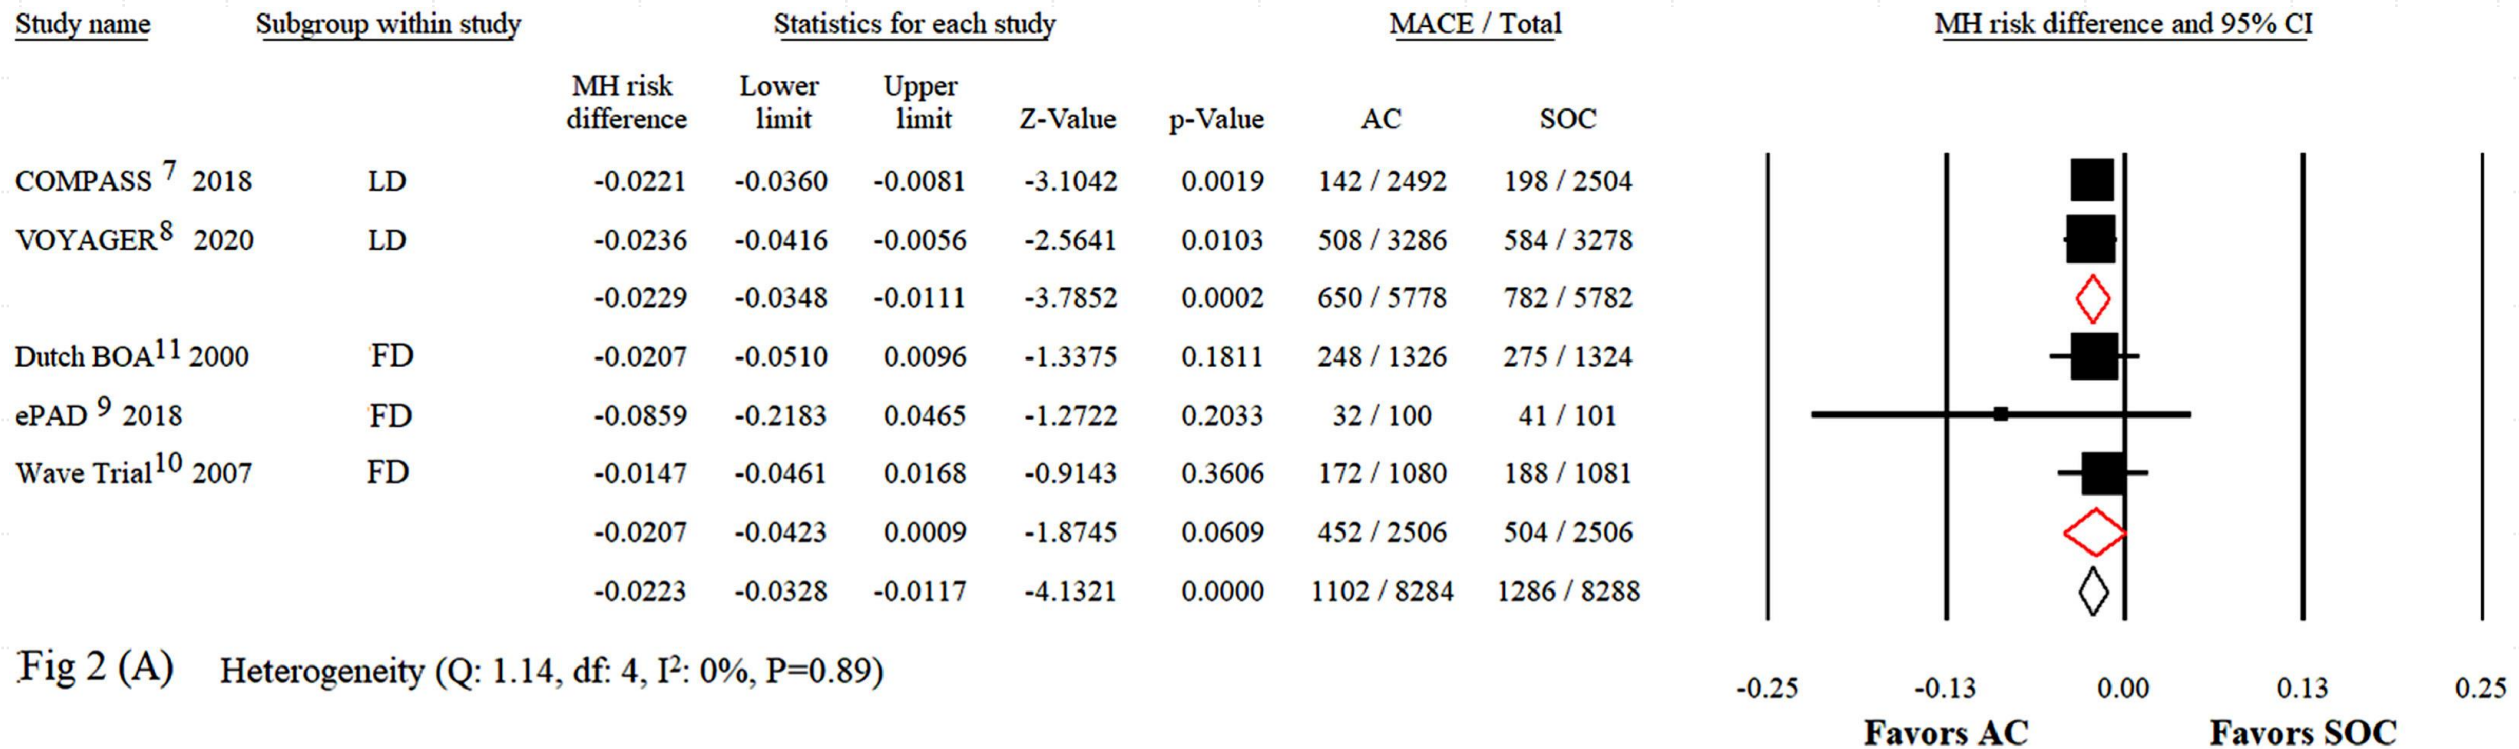 Study name Subgroup within study Statistics for each study MACE / Total MH risk difference and 95% CI
MH risk difference Lower limit Upper limit Z-Value p-Value AC SOC
COMPASS 7 2018 LD -0.0221 -0.0360 -0.0081 -3.1042 0.0019 142 / 2492 198 / 2504
VOYAGER8 2020 LD -0.0236 -0.0416 -0.0056 -2.5641 0.0103 508 / 3286 584 / 3278
-0.0229 -0.0348 -0.0111 -3.7852 0.0002 650 / 5778 782 / 5782
Dutch BOA11 2000 FD -0.0207 -0.0510 0.0096 -1.3375 0.1811 248 / 1326 275 / 1324
ePAD 9 2018 FD -0.0859 -0.2183 0.0465 -1.2722 0.2033 32 / 100 41 / 101
Wave Trial10 2007 FD -0.0147 -0.0461 0.0168 -0.9143 0.3606 172 / 1080 188 / 1081
-0.0207 -0.0423 0.0009 -1.8745 0.0609 452 / 2506 504 / 2506
-0.0223 -0.0328 -0.0117 -4.1321 0.0000 1102 / 8284 1286 / 8288
Fig 2 (A) Heterogeneity (Q: 1.14, df: 4, I²: 0%, P=0.89)
-0.25 -0.13 0.00 0.13 0.25
Favors AC Favors SOC